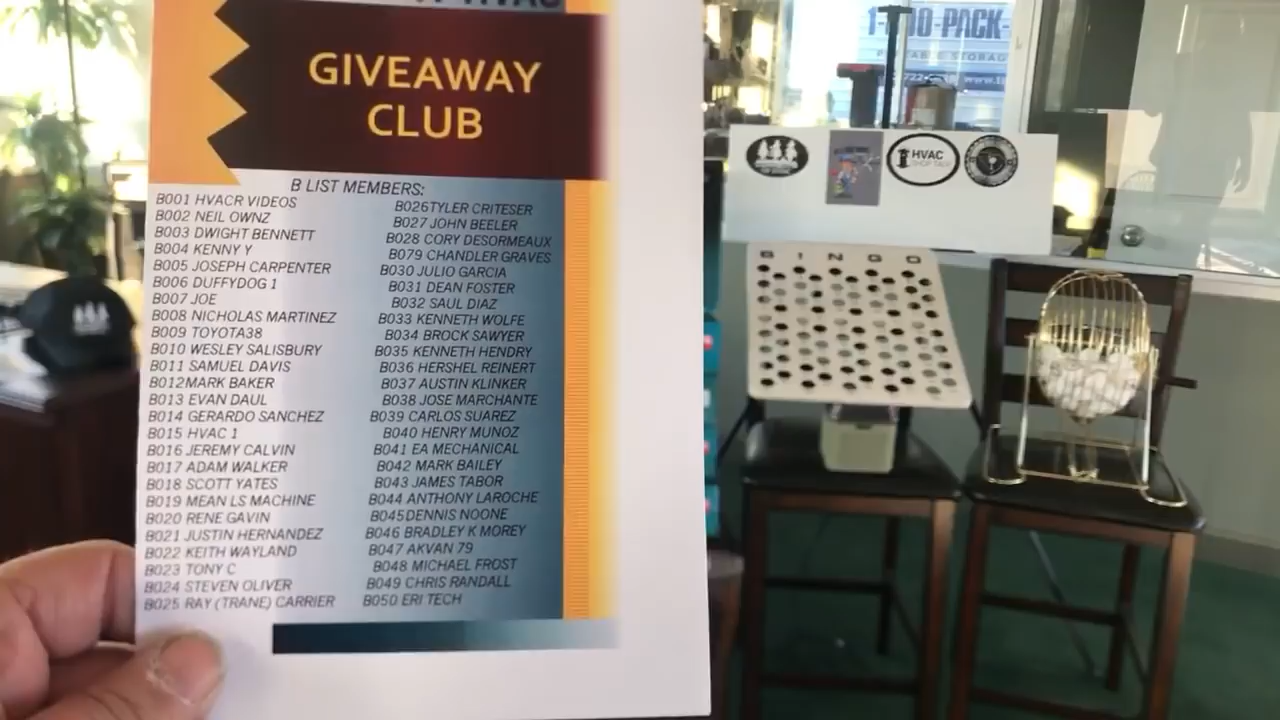 HVAC
GIVEAWAY
CLUB
B LIST MEMBERS:
B001 HVACR VIDEOS
B002 NEIL OWNZ
B003 DWIGHT BENNETT
B004 KENNY Y
B005 JOSEPH CARPENTER
B006 DUFFYDOG 1
B007 JOE
B008 NICHOLAS MARTINEZ
B009 TOYOTA38
B010 WESLEY SALISBURY
B011 SAMUEL DAVIS
B012MARK BAKER
B013 EVAN DAUL
B014 GERARDO SANCHEZ
B015 HVAC 1
B016 JEREMY CALVIN
B017 ADAM WALKER
B018 SCOTT YATES
B019 MEAN LS MACHINE
B020 RENE GAVIN
B021 JUSTIN HERNANDEZ
B022 KEITH WAYLAND
B023 TONY C
B024 STEVEN OLIVER
B025 RAY (TRANE) CARRIER
B026TYLER CRITESER
B027 JOHN BEELER
B028 CORY DESORMEAUX
B079 CHANDLER GRAVES
B030 JULIO GARCIA
B031 DEAN FOSTER
B032 SAUL DIAZ
B033 KENNETH WOLFE
B034 BROCK SAWYER
B035 KENNETH HENDRY
B036 HERSHEL REINERT
B037 AUSTIN KLINKER
B038 JOSE MARCHANTE
B039 CARLOS SUAREZ
B040 HENRY MUNOZ
B041 EA MECHANICAL
B042 MARK BAILEY
B043 JAMES TABOR
B044 ANTHONY LAROCHE
B045DENNIS NOONE
B046 BRADLEY K MOREY
B047 AKVAN 79
B048 MICHAEL FROST
B049 CHRIS RANDALL
B050 ERI TECH
PACK-
STORAG
HVAC
SHOP TALK
BINGO